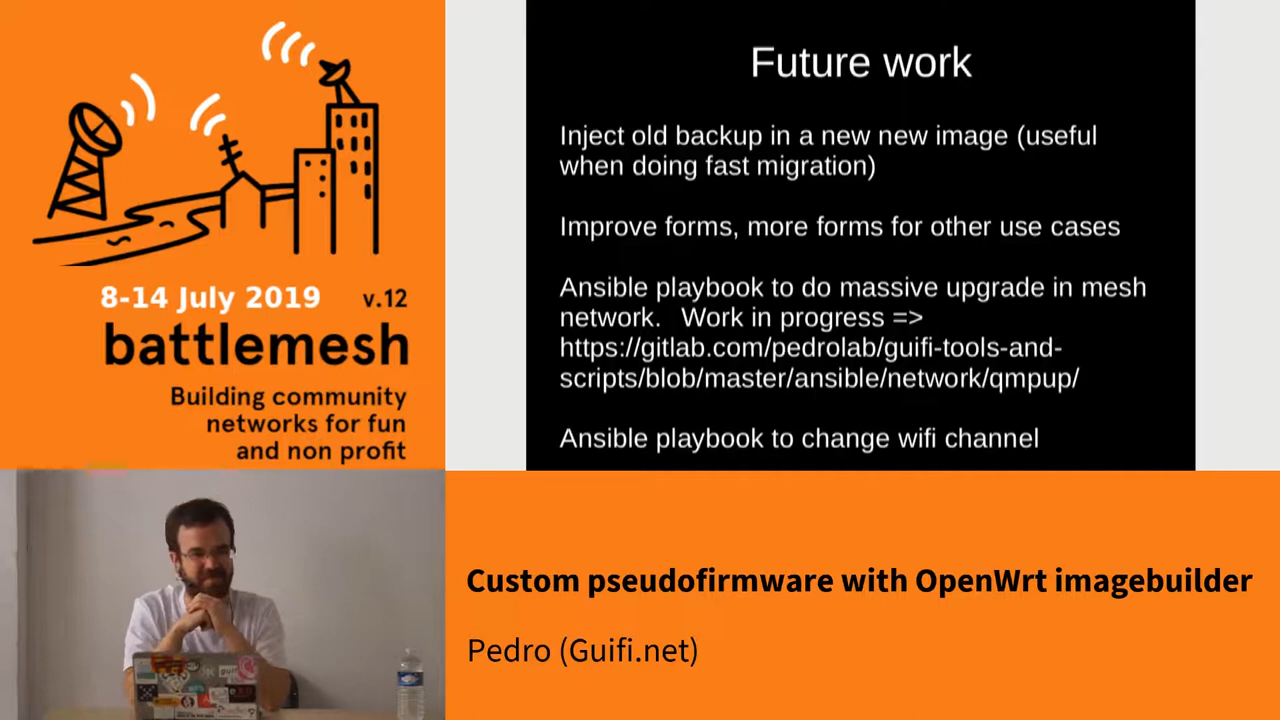 8-14 July 2019 v.12
battlemesh
Building community
networks for fun
and non profit
Future work
Inject old backup in a new new image (useful
when doing fast migration)
Improve forms, more forms for other use cases
Ansible playbook to do massive upgrade in mesh
network. Work in progress =>
https://gitlab.com/pedrolab/guifi-tools-and-
scripts/blob/master/ansible/network/qmpup/
Ansible playbook to change wifi channel
Custom pseudofirmware with OpenWrt imagebuilder
Pedro (Guifi.net)